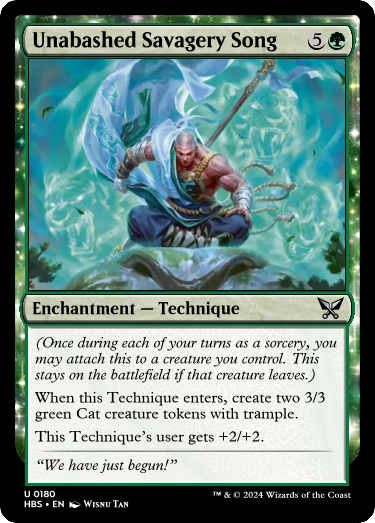 Unabashed Savagery Song 5
Enchantment — Technique
(Once during each of your turns as a sorcery, you
may attach this to a creature you control. This
stays on the battlefield if that creature leaves.)
When this Technique enters, create two 3/3
green Cat creature tokens with trample.
This Technique's user gets +2/+2.
“We have just begun!”
U 0180
HBS • EN Wisnu Tan
™ & © 2024 Wizards of the Coast